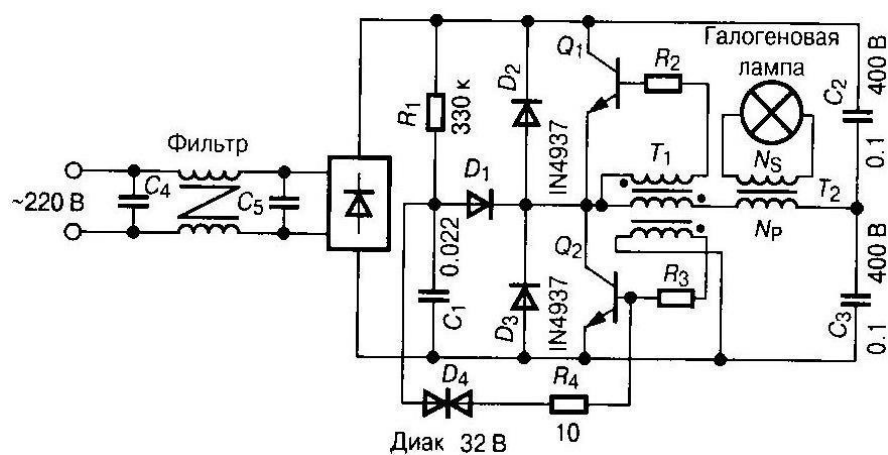 Фильтр
~220 В
C4
C5
R1
330 к
D1
0.022
C1
D2
IN4937
D3
IN4937
Q1
R2
T1
Q2
R3
Галогеновая
лампа
NS
NP
T2
C2
0.1
400 В
C3
0.1
400 В
D4
Диак 32 В
R4
10